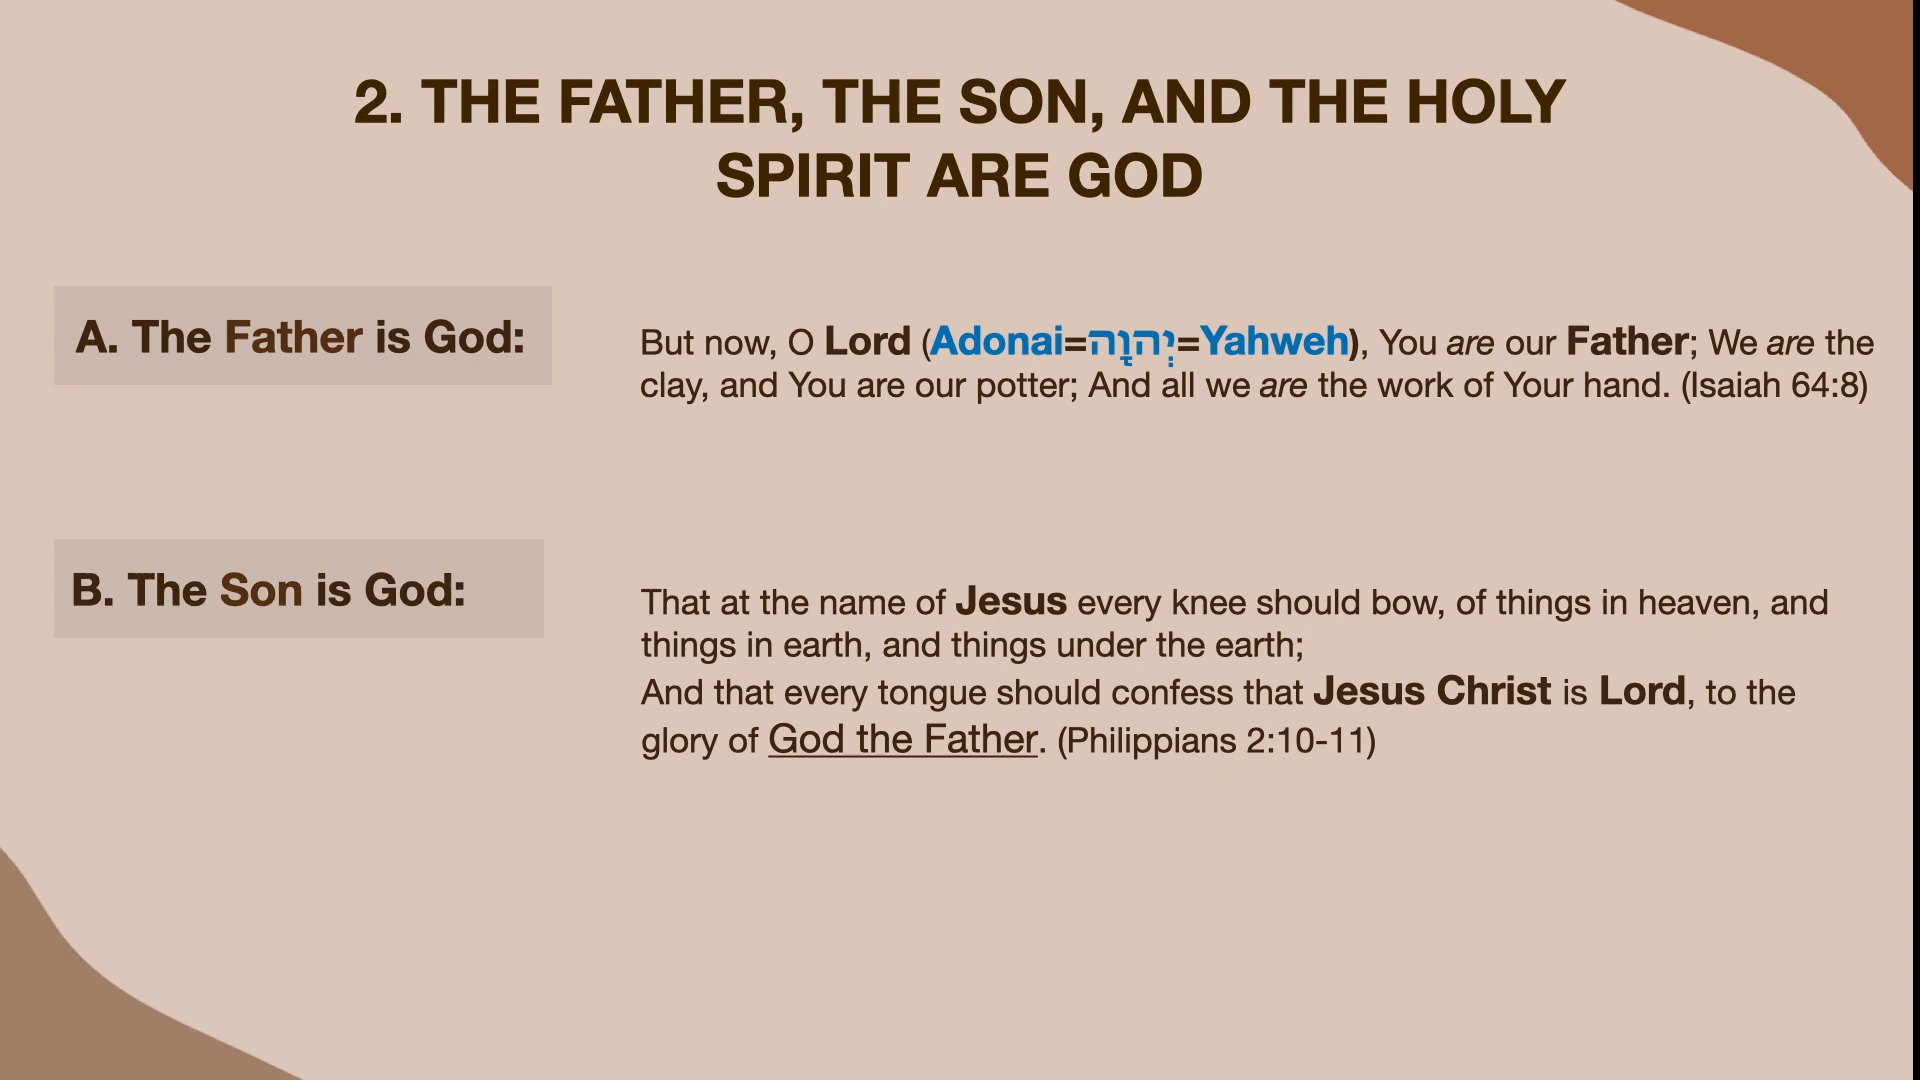 2. THE FATHER, THE SON, AND THE HOLY
SPIRIT ARE GOD
A. The Father is God:
But now, O Lord (Adonai=יְהוָה=Yahweh), You are our Father; We are the
clay, and You are our potter; And all we are the work of Your hand. (Isaiah 64:8)
B. The Son is God:
That at the name of Jesus every knee should bow, of things in heaven, and
things in earth, and things under the earth;
And that every tongue should confess that Jesus Christ is Lord, to the
glory of God the Father. (Philippians 2:10-11)